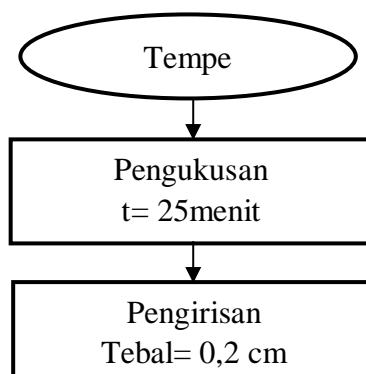 Tempe
Pengukusan
t= 25menit
Pengirisan
Tebal= 0,2 cm